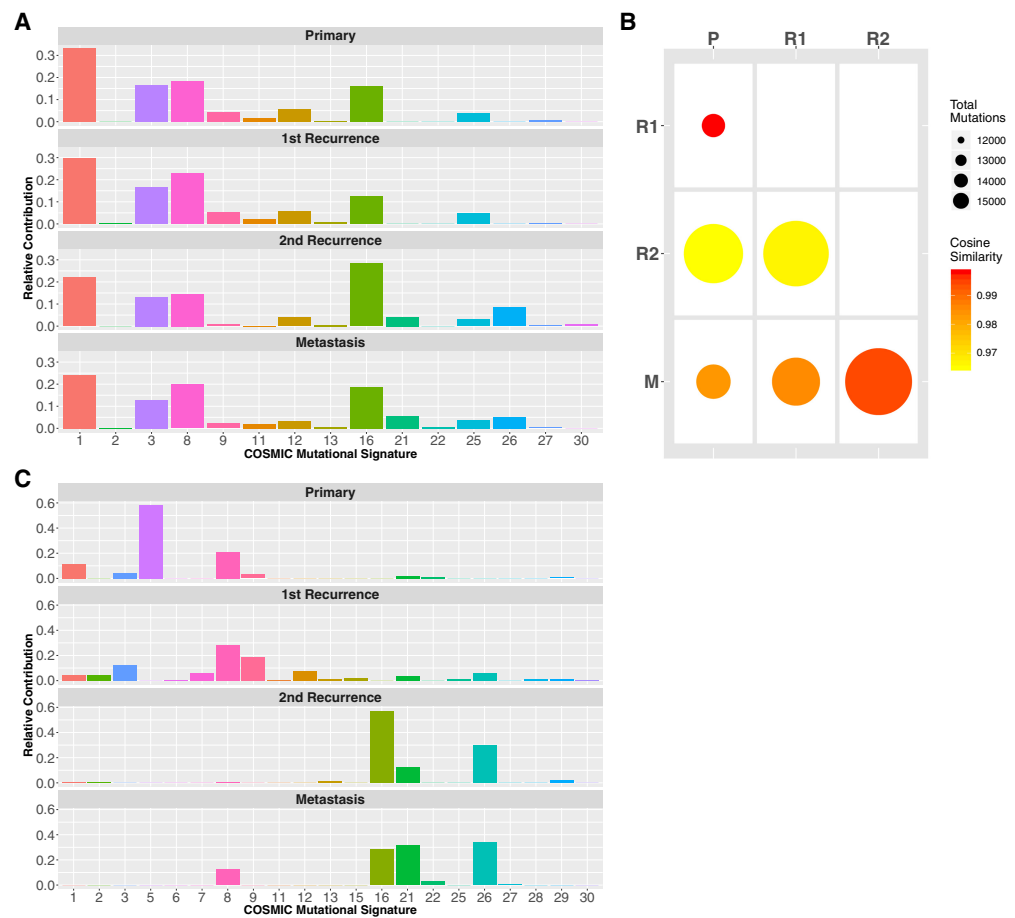 A
Primary
0.3
0.2
0.1
0.0
1st Recurrence
0.3
0.2
0.1
0.0
2nd Recurrence
0.3
0.2
0.1
0.0
Metastasis
0.3
0.2
0.1
0.0
Relative Contribution
1 2 3 8 9 11 12 13 16 21 22 25 26 27 30
COSMIC Mutational Signature
B
P R1 R2
R1
R2
M
Total
Mutations
12000
13000
14000
15000
Cosine
Similarity
0.99
0.98
0.97
C
Primary
0.6
0.4
0.2
0.0
1st Recurrence
0.6
0.4
0.2
0.0
2nd Recurrence
0.6
0.4
0.2
0.0
Metastasis
0.6
0.4
0.2
0.0
Relative Contribution
1 2 3 5 6 7 8 9 11 12 13 15 16 21 22 25 26 27 28 29 30
COSMIC Mutational Signature